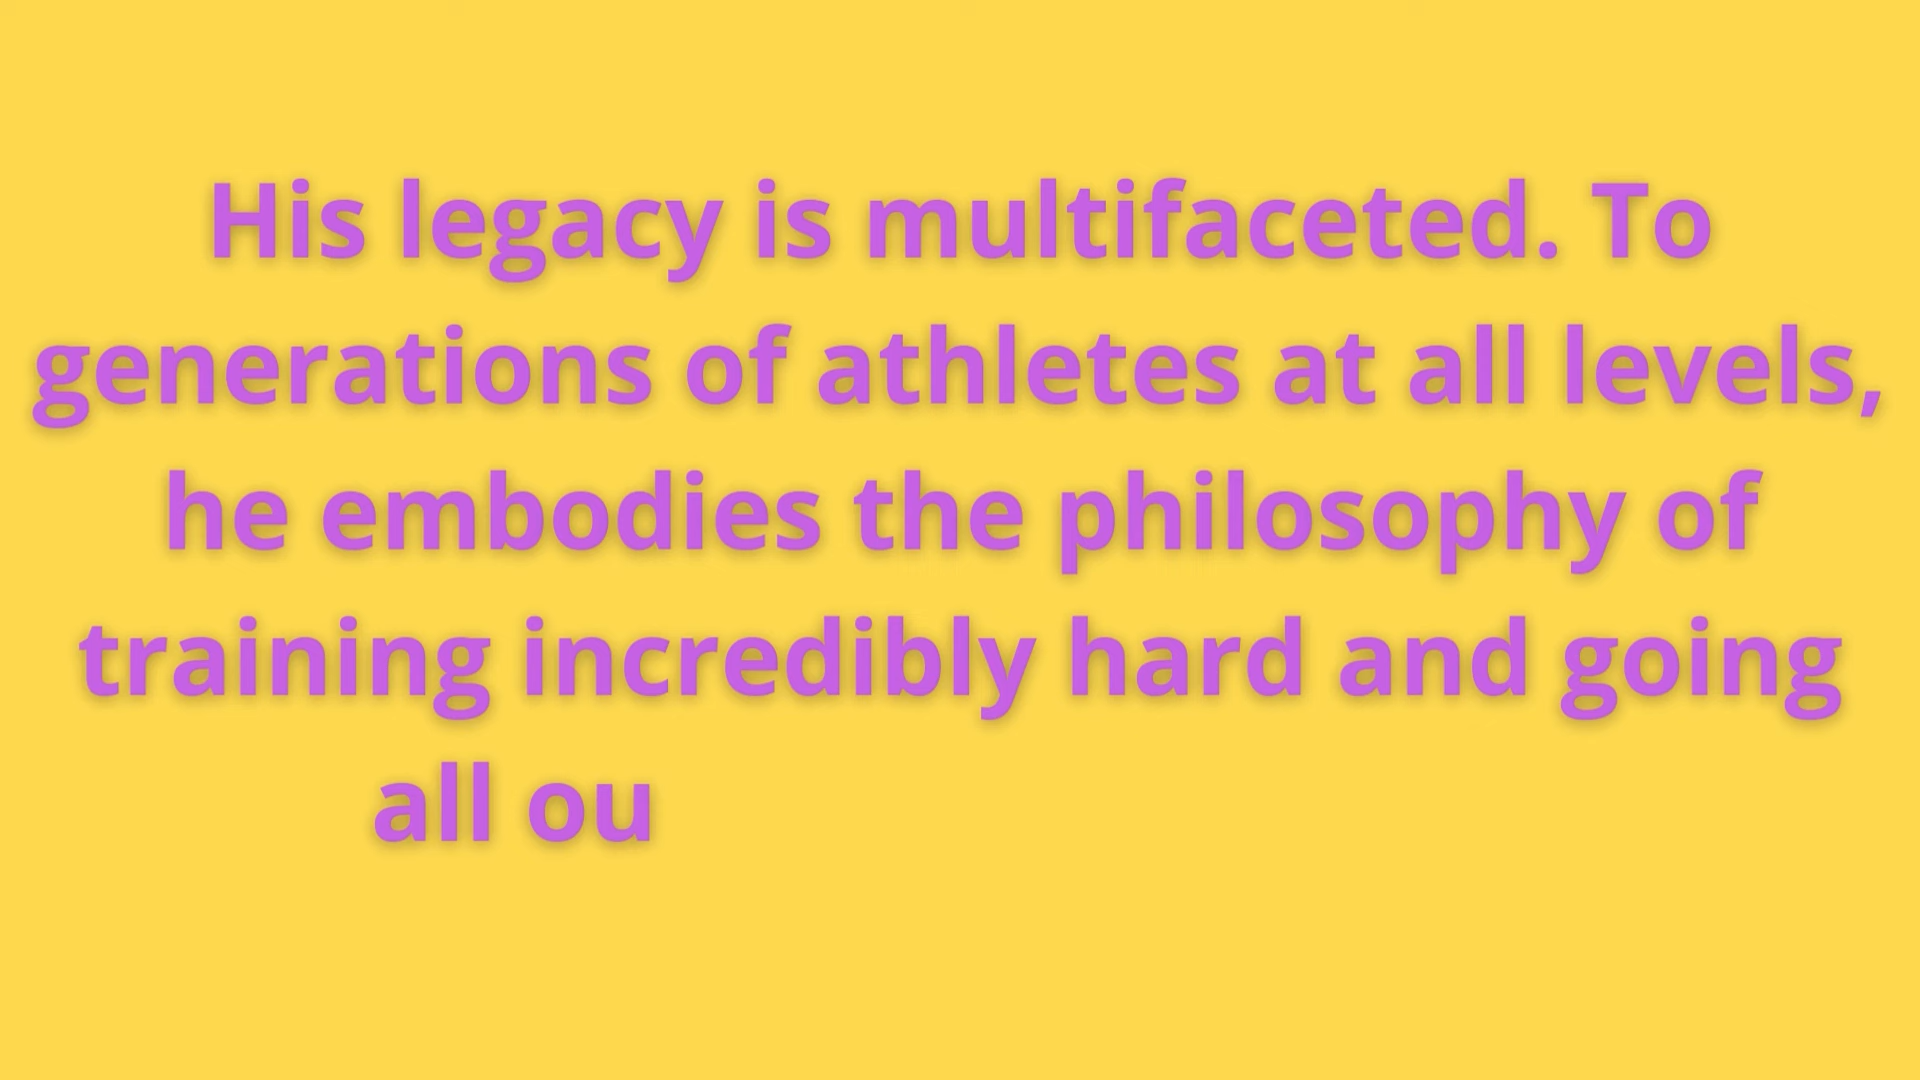 His legacy is multifaceted. To
generations of athletes at all levels,
he embodies the philosophy of
training incredibly hard and going
all ou